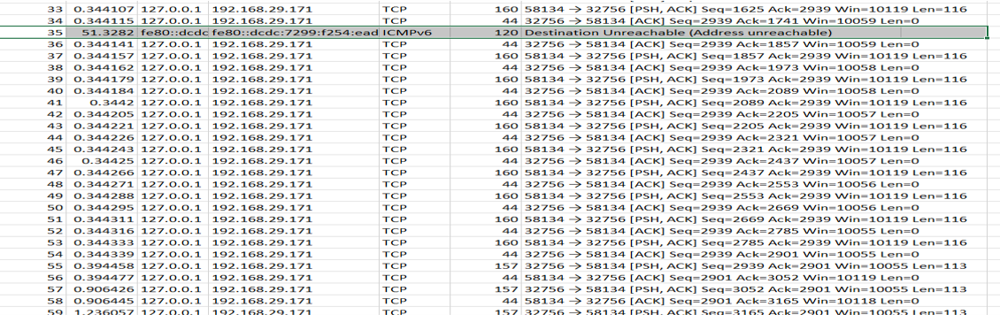 33 0.344107 127.0.0.1 192.168.29.171 TCP 160 58134 → 32756 [PSH, ACK] Seq=1625 Ack=2939 Win=10119 Len=116
34 0.344115 127.0.0.1 192.168.29.171 TCP 44 32756 → 58134 [ACK] Seq=2939 Ack=1741 Win=10059 Len=0
35 51.3282 fe80::dcdc fe80::dcdc:7299:f254:ead ICMPv6 120 Destination Unreachable (Address unreachable)
36 0.344141 127.0.0.1 192.168.29.171 TCP 44 32756 → 58134 [ACK] Seq=2939 Ack=1857 Win=10059 Len=0
37 0.344157 127.0.0.1 192.168.29.171 TCP 160 58134 → 32756 [PSH, ACK] Seq=1857 Ack=2939 Win=10119 Len=116
38 0.344162 127.0.0.1 192.168.29.171 TCP 44 32756 → 58134 [ACK] Seq=2939 Ack=1973 Win=10058 Len=0
39 0.344179 127.0.0.1 192.168.29.171 TCP 160 58134 → 32756 [PSH, ACK] Seq=1973 Ack=2939 Win=10119 Len=116
40 0.344184 127.0.0.1 192.168.29.171 TCP 44 32756 → 58134 [ACK] Seq=2939 Ack=2089 Win=10058 Len=0
41 0.3442 127.0.0.1 192.168.29.171 TCP 160 58134 → 32756 [PSH, ACK] Seq=2089 Ack=2939 Win=10119 Len=116
42 0.344205 127.0.0.1 192.168.29.171 TCP 44 32756 → 58134 [ACK] Seq=2939 Ack=2205 Win=10057 Len=0
43 0.344221 127.0.0.1 192.168.29.171 TCP 160 58134 → 32756 [PSH, ACK] Seq=2205 Ack=2939 Win=10119 Len=116
44 0.344226 127.0.0.1 192.168.29.171 TCP 44 32756 → 58134 [ACK] Seq=2939 Ack=2321 Win=10057 Len=0
45 0.344243 127.0.0.1 192.168.29.171 TCP 160 58134 → 32756 [PSH, ACK] Seq=2321 Ack=2939 Win=10119 Len=116
46 0.34425 127.0.0.1 192.168.29.171 TCP 44 32756 → 58134 [ACK] Seq=2939 Ack=2437 Win=10057 Len=0
47 0.344266 127.0.0.1 192.168.29.171 TCP 160 58134 → 32756 [PSH, ACK] Seq=2437 Ack=2939 Win=10119 Len=116
48 0.344271 127.0.0.1 192.168.29.171 TCP 44 32756 → 58134 [ACK] Seq=2939 Ack=2553 Win=10056 Len=0
49 0.344288 127.0.0.1 192.168.29.171 TCP 160 58134 → 32756 [PSH, ACK] Seq=2553 Ack=2939 Win=10119 Len=116
50 0.344295 127.0.0.1 192.168.29.171 TCP 44 32756 → 58134 [ACK] Seq=2939 Ack=2669 Win=10056 Len=0
51 0.344311 127.0.0.1 192.168.29.171 TCP 160 58134 → 32756 [PSH, ACK] Seq=2669 Ack=2939 Win=10119 Len=116
52 0.344316 127.0.0.1 192.168.29.171 TCP 44 32756 → 58134 [ACK] Seq=2939 Ack=2785 Win=10055 Len=0
53 0.344333 127.0.0.1 192.168.29.171 TCP 160 58134 → 32756 [PSH, ACK] Seq=2785 Ack=2939 Win=10119 Len=116
54 0.344339 127.0.0.1 192.168.29.171 TCP 44 32756 → 58134 [ACK] Seq=2939 Ack=2901 Win=10055 Len=0
55 0.394458 127.0.0.1 192.168.29.171 TCP 157 32756 → 58134 [PSH, ACK] Seq=2939 Ack=2901 Win=10055 Len=113
56 0.394477 127.0.0.1 192.168.29.171 TCP 44 58134 → 32756 [ACK] Seq=2901 Ack=3052 Win=10119 Len=0
57 0.906426 127.0.0.1 192.168.29.171 TCP 157 32756 → 58134 [PSH, ACK] Seq=3052 Ack=2901 Win=10055 Len=113
58 0.906445 127.0.0.1 192.168.29.171 TCP 44 58134 → 32756 [ACK] Seq=2901 Ack=3165 Win=10118 Len=0
59 1.236057 127.0.0.1 192.168.29.171 TCP 157 32756 → 58134 [PSH, ACK] Seq=3165 Ack=2901 Win=10055 Len=113